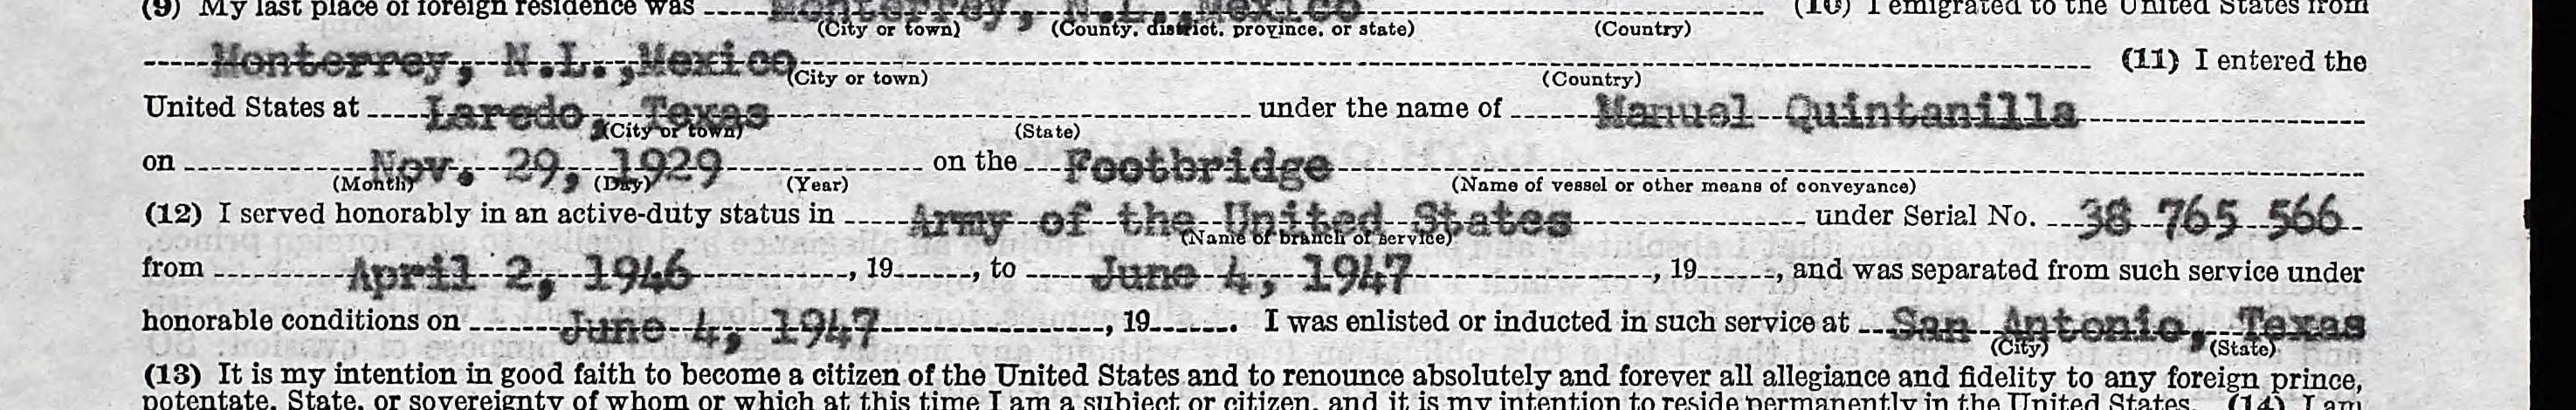 (9) My last place of foreign residence was Monterrey, N.L., Mexico (10) I emigrated to the United States from
(City or town) (County, district, province, or state) (Country)
Monterrey, N.L., Mexico (11) I entered the
(City or town) (Country)
United States at Laredo, Texas under the name of Manuel Quintanilla
(City or town) (State)
on Nov. 29, 1929 on the Footbridge
(Month) (Day) (Year) (Name of vessel or other means of conveyance)
(12) I served honorably in an active-duty status in Army of the United States under Serial No. 38 765 566
(Name of branch of service)
from April 2, 1946, 19, to June 4, 1947, 19, and was separated from such service under
honorable conditions on June 4, 1947, 19. I was enlisted or inducted in such service at San Antonio, Texas
(City) (State)
(13) It is my intention in good faith to become a citizen of the United States and to renounce absolutely and forever all allegiance and fidelity to any foreign prince,
potentate, State, or sovereignty of whom or which at this time I am a subject or citizen, and it is my intention to reside permanently in the United States. (14) I am